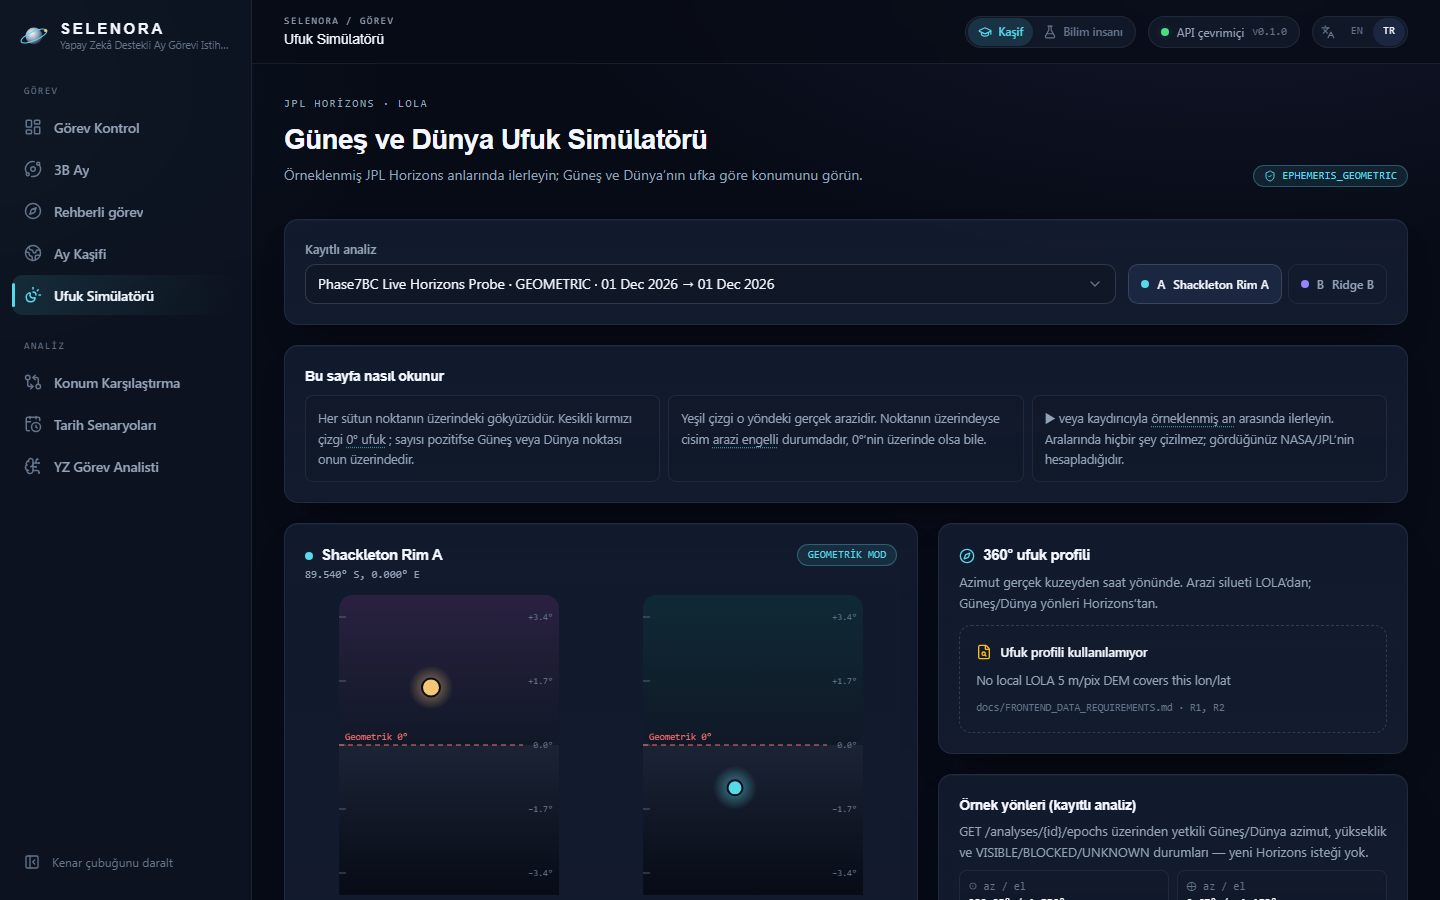 SELENORA
Yapay Zekâ Destekli Ay Görevi Istih...
GÖREV
Görev Kontrol
3B Ay
Rehberli görev
Ay Kaşifi
Ufuk Simülatörü
ANALİZ
Konum Karşılaştırma
Tarih Senaryoları
YZ Görev Analisti
Kenar çubuğunu daralt
SELENORA / GÖREV
Ufuk Simülatörü
Kaşif
Bilim insanı
API çevrimiçi v0.1.0
EN
TR
JPL HORİZONS · LOLA
Güneş ve Dünya Ufuk Simülatörü
Örneklenmiş JPL Horizons anlarında ilerleyin; Güneş ve Dünya'nın ufka göre konumunu görün.
EPHEMERIS_GEOMETRIC
Kayıtlı analiz
Phase7BC Live Horizons Probe · GEOMETRIC · 01 Dec 2026 → 01 Dec 2026
A Shackleton Rim A
B Ridge B
Bu sayfa nasıl okunur
Her sütun noktanın üzerindeki gökyüzüdür. Kesikli kırmızı
çizgi 0° ufuk ; sayısı pozitifse Güneş veya Dünya noktası
onun üzerindedir.
Yeşil çizgi o yöndeki gerçek arazidir. Noktanın üzerindeyse
cisim arazi engelli durumdadır, 0°'nin üzerinde olsa bile.
▶ veya kaydırıcıyla örneklenmiş an arasında ilerleyin.
Aralarında hiçbir şey çizilmez; gördüğünüz NASA/JPL'nin
hesapladığıdır.
Shackleton Rim A
89.540° S, 0.000° E
GEOMETRİK MOD
+3.4°
+1.7°
Geometrik 0°
0.0°
−1.7°
−3.4°
+3.4°
+1.7°
Geometrik 0°
0.0°
−1.7°
−3.4°
360° ufuk profili
Azimut gerçek kuzeyden saat yönünde. Arazi silueti LOLA'dan;
Güneş/Dünya yönleri Horizons'tan.
Ufuk profili kullanılamıyor
No local LOLA 5 m/pix DEM covers this lon/lat
docs/FRONTEND_DATA_REQUIREMENTS.md · R1, R2
Örnek yönleri (kayıtlı analiz)
GET /analyses/{id}/epochs üzerinden yetkili Güneş/Dünya azimut, yükseklik
ve VISIBLE/BLOCKED/UNKNOWN durumları — yeni Horizons isteği yok.
az / el
az / el